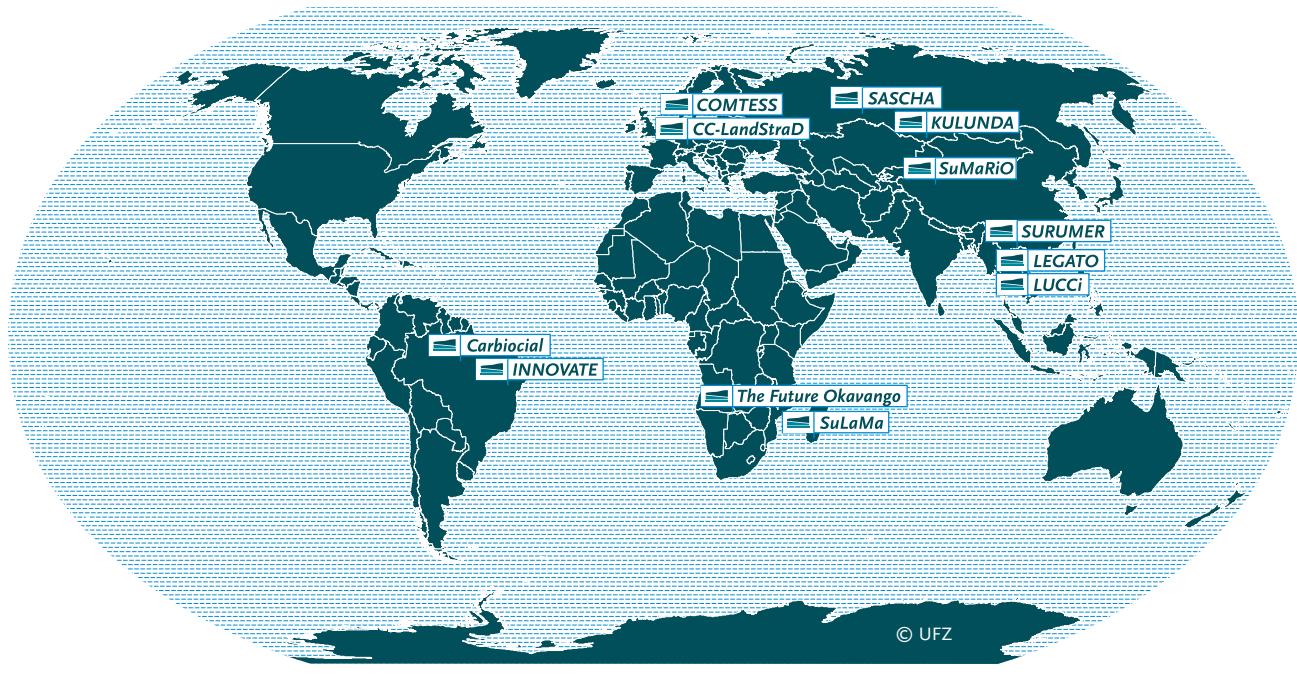 COMTESS
SASCHA
CC-LandStraD
KULUNDA
SuMaRiO
SURUMER
LEGATO
LUCCi
Carbiocial
INNOVATE
The Future Okavango
SuLaMa
© UFZ